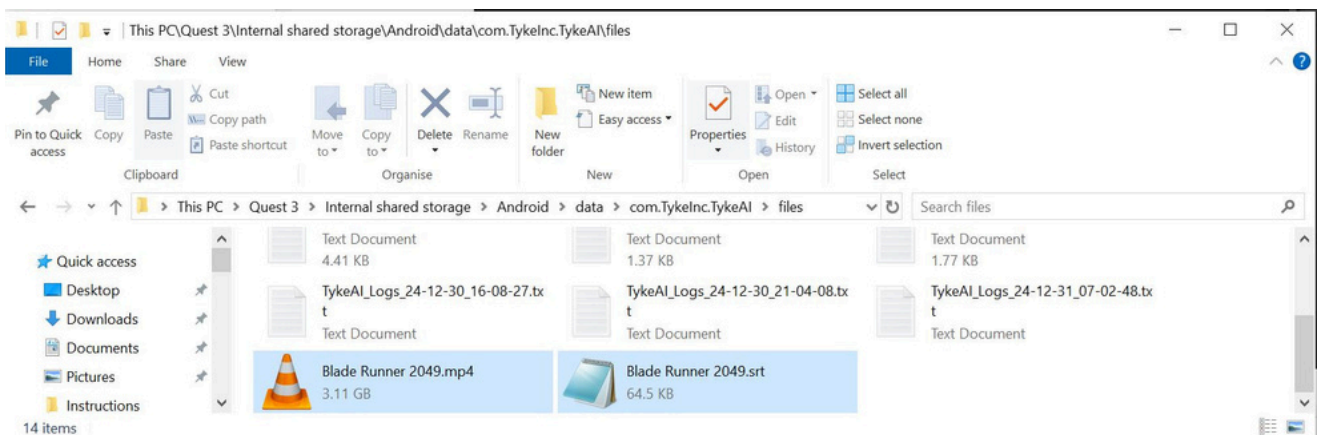 This PC\Quest 3\Internal shared storage\Android\data\com.TykeInc.TykeAI\files
File Home Share View
Pin to Quick access
Copy
Paste
Cut
Copy path
Paste shortcut
Clipboard
Move to
Copy to
Delete
Rename
Organise
New folder
New item
Easy access
New
Properties
Open
Edit
History
Open
Select all
Select none
Invert selection
Select
This PC > Quest 3 > Internal shared storage > Android > data > com.TykeInc.TykeAI > files
Search files
Quick access
Desktop
Downloads
Documents
Pictures
Instructions
Text Document
4.41 KB
Text Document
1.37 KB
Text Document
1.77 KB
TykeAI_Logs_24-12-30_16-08-27.tx
t
Text Document
TykeAI_Logs_24-12-30_21-04-08.tx
t
Text Document
TykeAI_Logs_24-12-31_07-02-48.tx
t
Text Document
Blade Runner 2049.mp4
3.11 GB
Blade Runner 2049.srt
64.5 KB
14 items